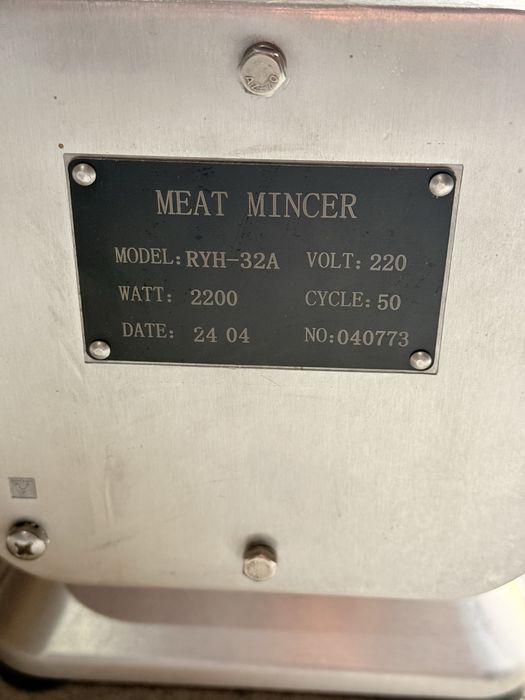 MEAT MINCER
MODEL: RYH-32A VOLT: 220
WATT: 2200 CYCLE: 50
DATE: 24 04 NO: 040773